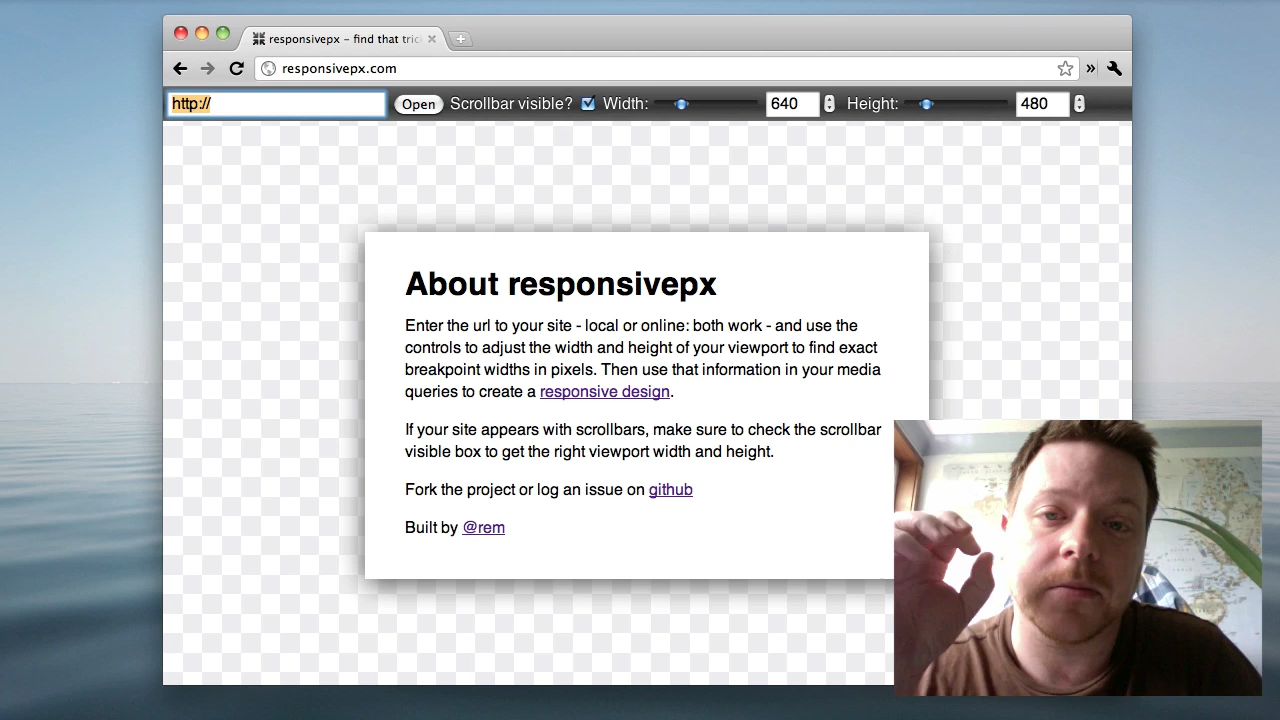 responsivepx – find that tric
responsivepx.com
http:// Open Scrollbar visible? Width: 640 Height: 480
About responsivepx
Enter the url to your site - local or online: both work - and use the
controls to adjust the width and height of your viewport to find exact
breakpoint widths in pixels. Then use that information in your media
queries to create a responsive design.
If your site appears with scrollbars, make sure to check the scrollbar
visible box to get the right viewport width and height.
Fork the project or log an issue on github
Built by @rem